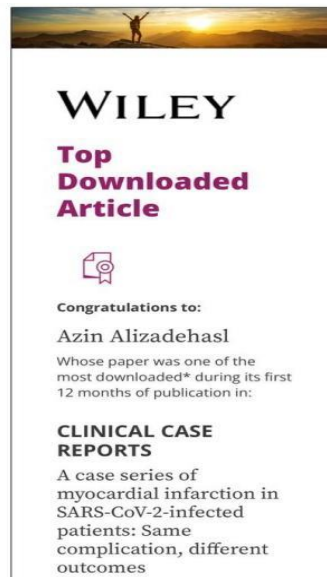 WILEY
Top
Downloaded
Article
Congratulations to:
Azin Alizadehasl
Whose paper was one of the
most downloaded* during its first
12 months of publication in:
CLINICAL CASE
REPORTS
A case series of
myocardial infarction in
SARS-CoV-2-infected
patients: Same
complication, different
outcomes